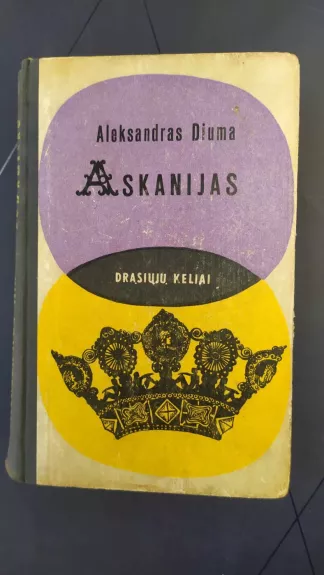 Aleksandras Diuma
ASKANIJAS
DRĄSIŲJŲ KELIAI